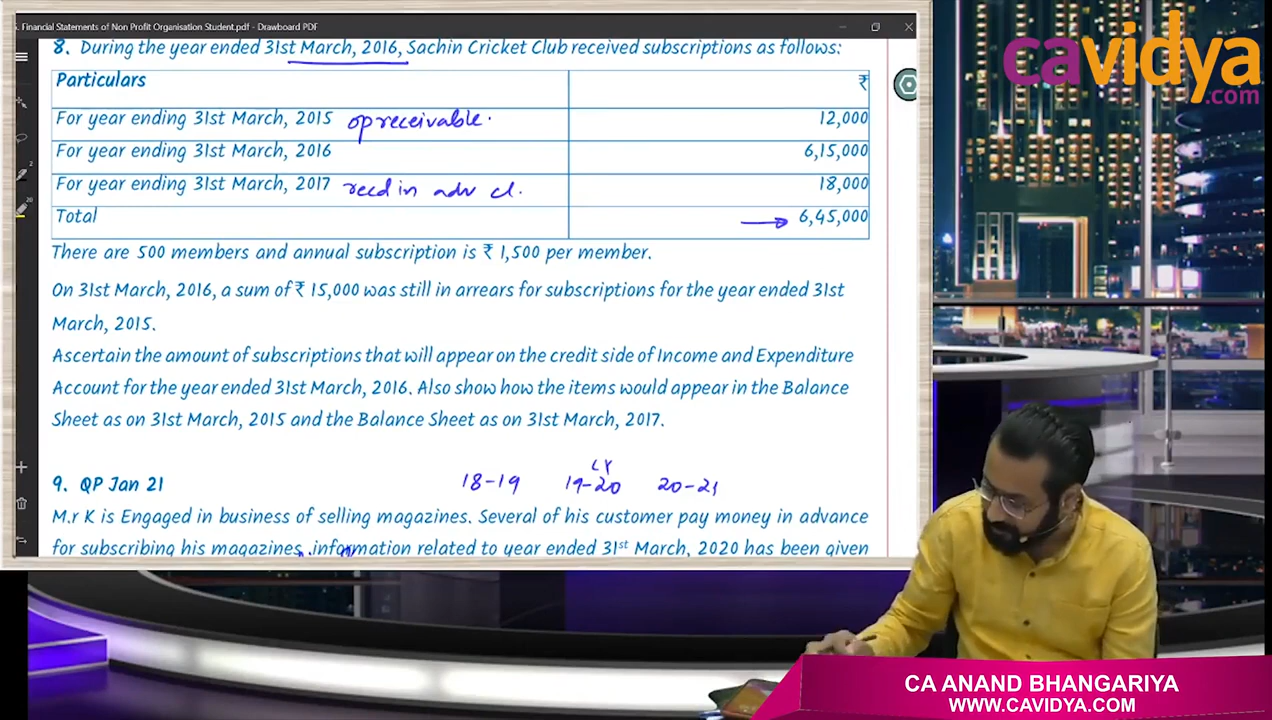 . Financial Statements of Non Profit Organisation Student.pdf - Drawboard PDF
cavidya
.com
8. During the year ended 31st March, 2016, Sachin Cricket Club received subscriptions as follows:
Particulars ₹
For year ending 31st March, 2015 op receivable. 12,000
For year ending 31st March, 2016 6,15,000
For year ending 31st March, 2017 recd in adv cl. 18,000
Total 6,45,000
There are 500 members and annual subscription is ₹ 1,500 per member.
On 31st March, 2016, a sum of ₹ 15,000 was still in arrears for subscriptions for the year ended 31st
March, 2015.
Ascertain the amount of subscriptions that will appear on the credit side of Income and Expenditure
Account for the year ended 31st March, 2016. Also show how the items would appear in the Balance
Sheet as on 31st March, 2015 and the Balance Sheet as on 31st March, 2017.
9. QP Jan 21 18-19 19-20 20-21
M.r K is Engaged in business of selling magazines. Several of his customer pay money in advance
for subscribing his magazines, information related to year ended 31st March, 2020 has been given
CA ANAND BHANGARIYA
WWW.CAVIDYA.COM